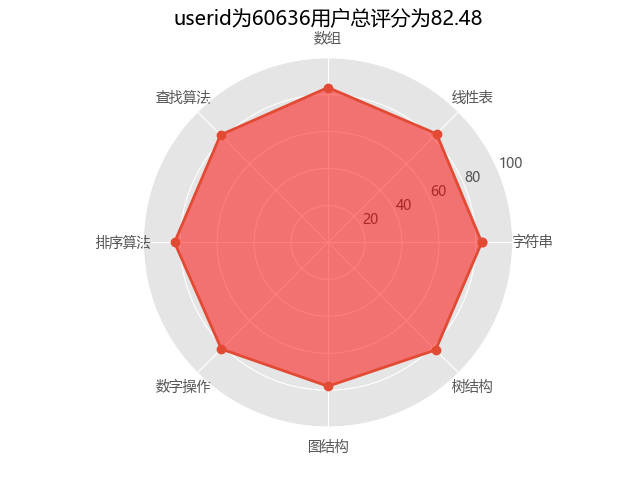 userid为60636用户总评分为82.48
数组
查找算法
线性表
100
80
60
40
20
排序算法
字符串
数字操作
树结构
图结构